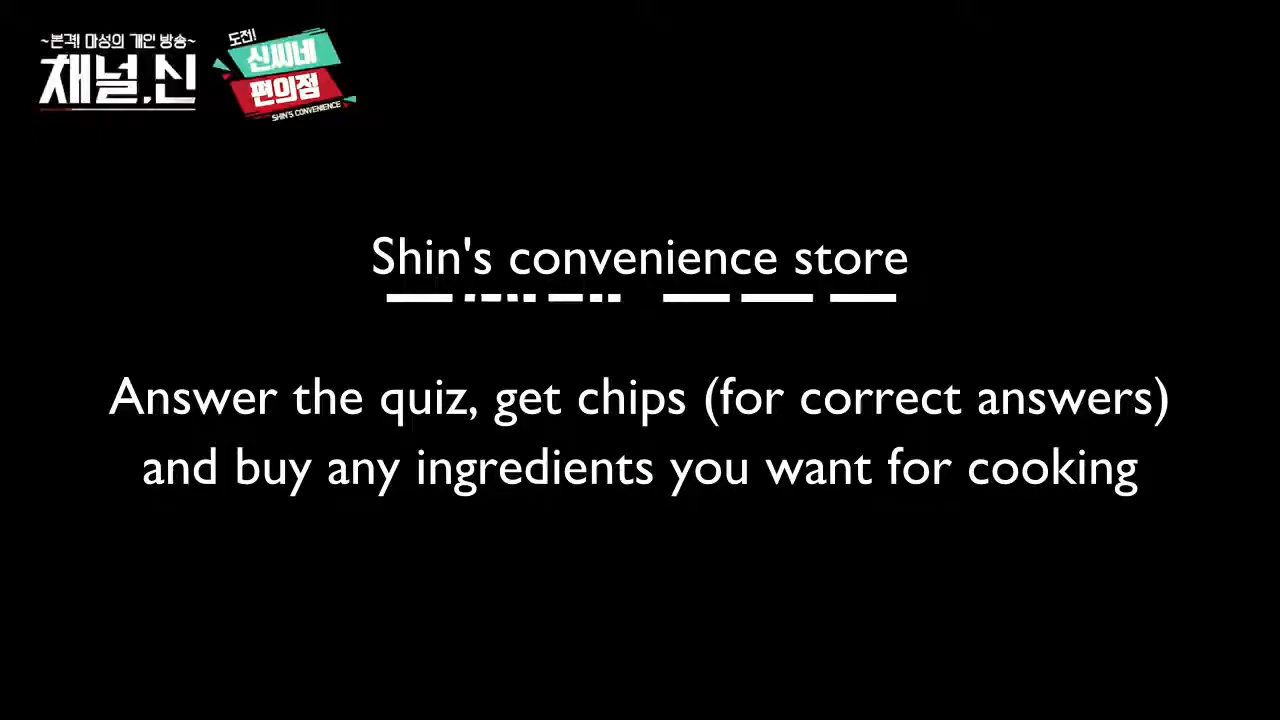 ~본격! 마성의 개인 방송~
채널.신
도전!
신씨네
편의점
SHIN'S CONVENIENCE
Shin's convenience store
Answer the quiz, get chips (for correct answers)
and buy any ingredients you want for cooking